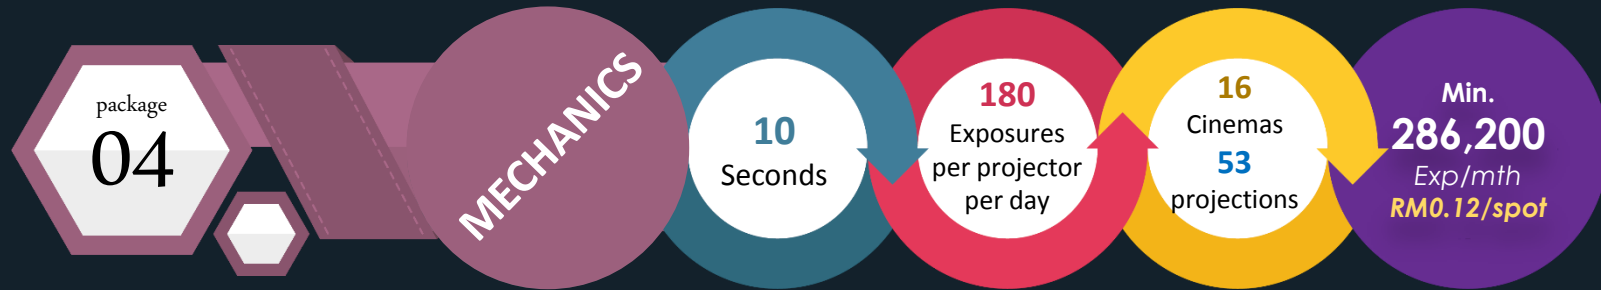 package
04
MECHANICS
10
Seconds
180
Exposures
per projector
per day
16
Cinemas
53
projections
Min.
286,200
Exp/mth
RM0.12/spot